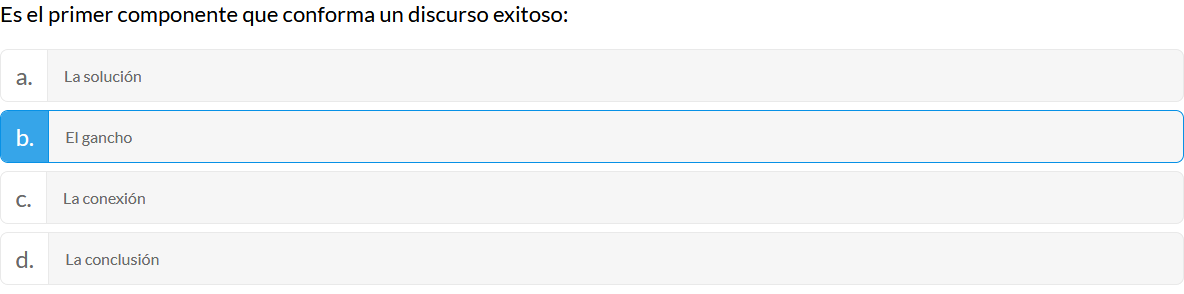 Es el primer componente que conforma un discurso exitoso:
a. La solución
b. El gancho
c. La conexión
d. La conclusión